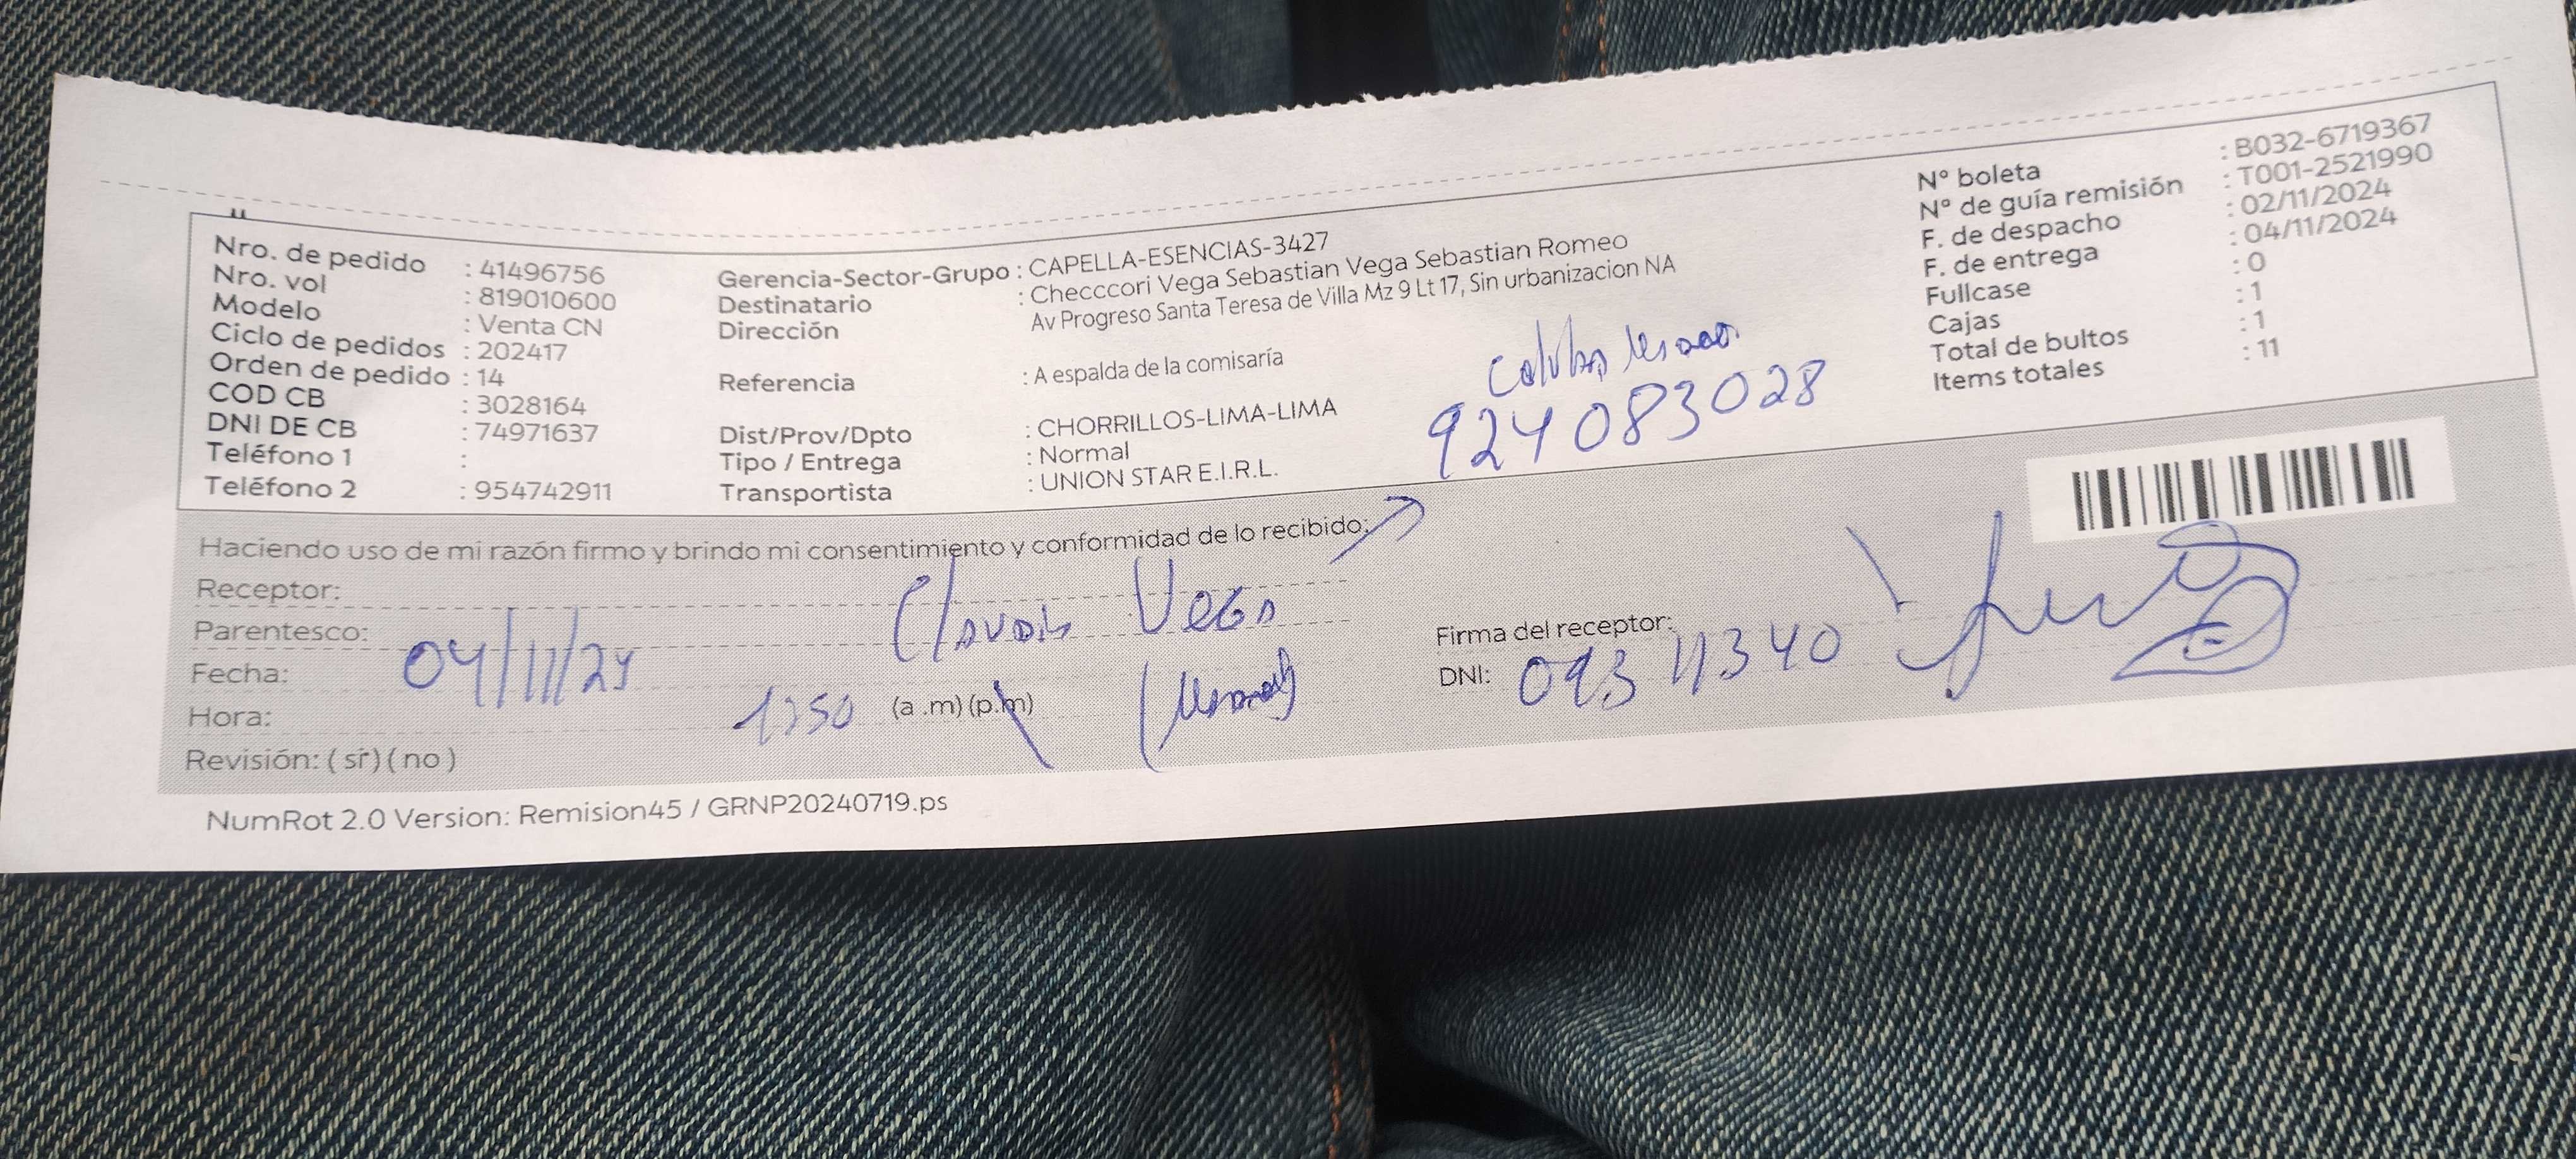 Nro. de pedido : 41496756
Nro. vol : 819010600
Modelo : Venta CN
Ciclo de pedidos : 202417
Orden de pedido : 14
COD CB : 3028164
DNI DE CB : 74971637
Teléfono 1 :
Teléfono 2 : 954742911
Gerencia-Sector-Grupo : CAPELLA-ESENCIAS-3427
Destinatario : Checccori Vega Sebastian Vega Sebastian Romeo
Dirección Av Progreso Santa Teresa de Villa Mz 9 Lt 17, Sin urbanizacion NA
Referencia : A espalda de la comisaría
Dist/Prov/Dpto : CHORRILLOS-LIMA-LIMA
Tipo / Entrega : Normal
Transportista : UNION STAR E.I.R.L.
924083028
Nº boleta : B032-6719367
Nº de guía remisión : T001-2521990
F. de despacho : 02/11/2024
F. de entrega : 04/11/2024
Fullcase : 0
Cajas : 1
Total de bultos : 1
Items totales : 11
Haciendo uso de mi razón firmo y brindo mi consentimiento y conformidad de lo recibido:
Receptor: Vega
Parentesco:
Fecha: 04/11/24
Hora: (a .m) (p.m)
Revisión: ( sí ) ( no )
Firma del receptor:
DNI: 09311340
NumRot 2.0 Version: Remision45 / GRNP20240719.ps